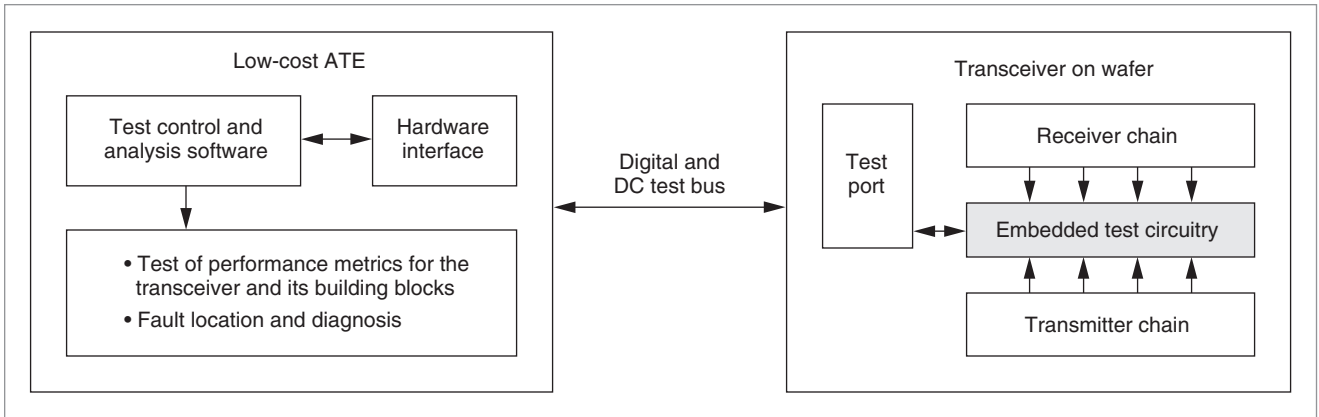 Low-cost ATE
Test control and
analysis software
Hardware
interface
• Test of performance metrics for the
transceiver and its building blocks
• Fault location and diagnosis
Digital and
DC test bus
Transceiver on wafer
Test
port
Receiver chain
Embedded test circuitry
Transmitter chain